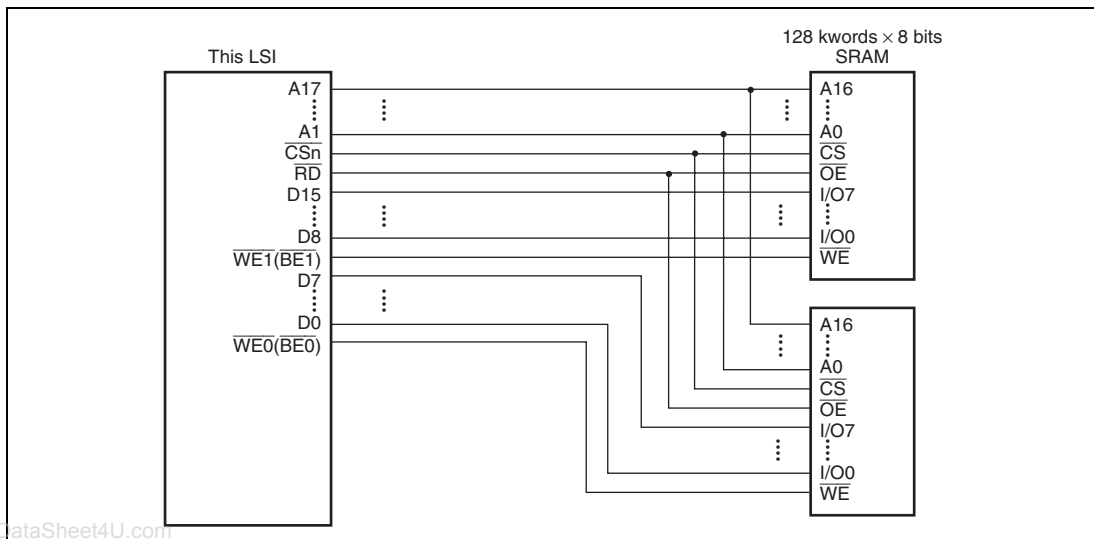 128 kwords × 8 bits
This LSI
SRAM
A17
A1
CSn
RD
D15
D8
WE1(BE1)
D7
D0
WE0(BE0)
A16
A0
CS
OE
I/O7
I/O0
WE
A16
A0
CS
OE
I/O7
I/O0
WE
DataSheet4U.com